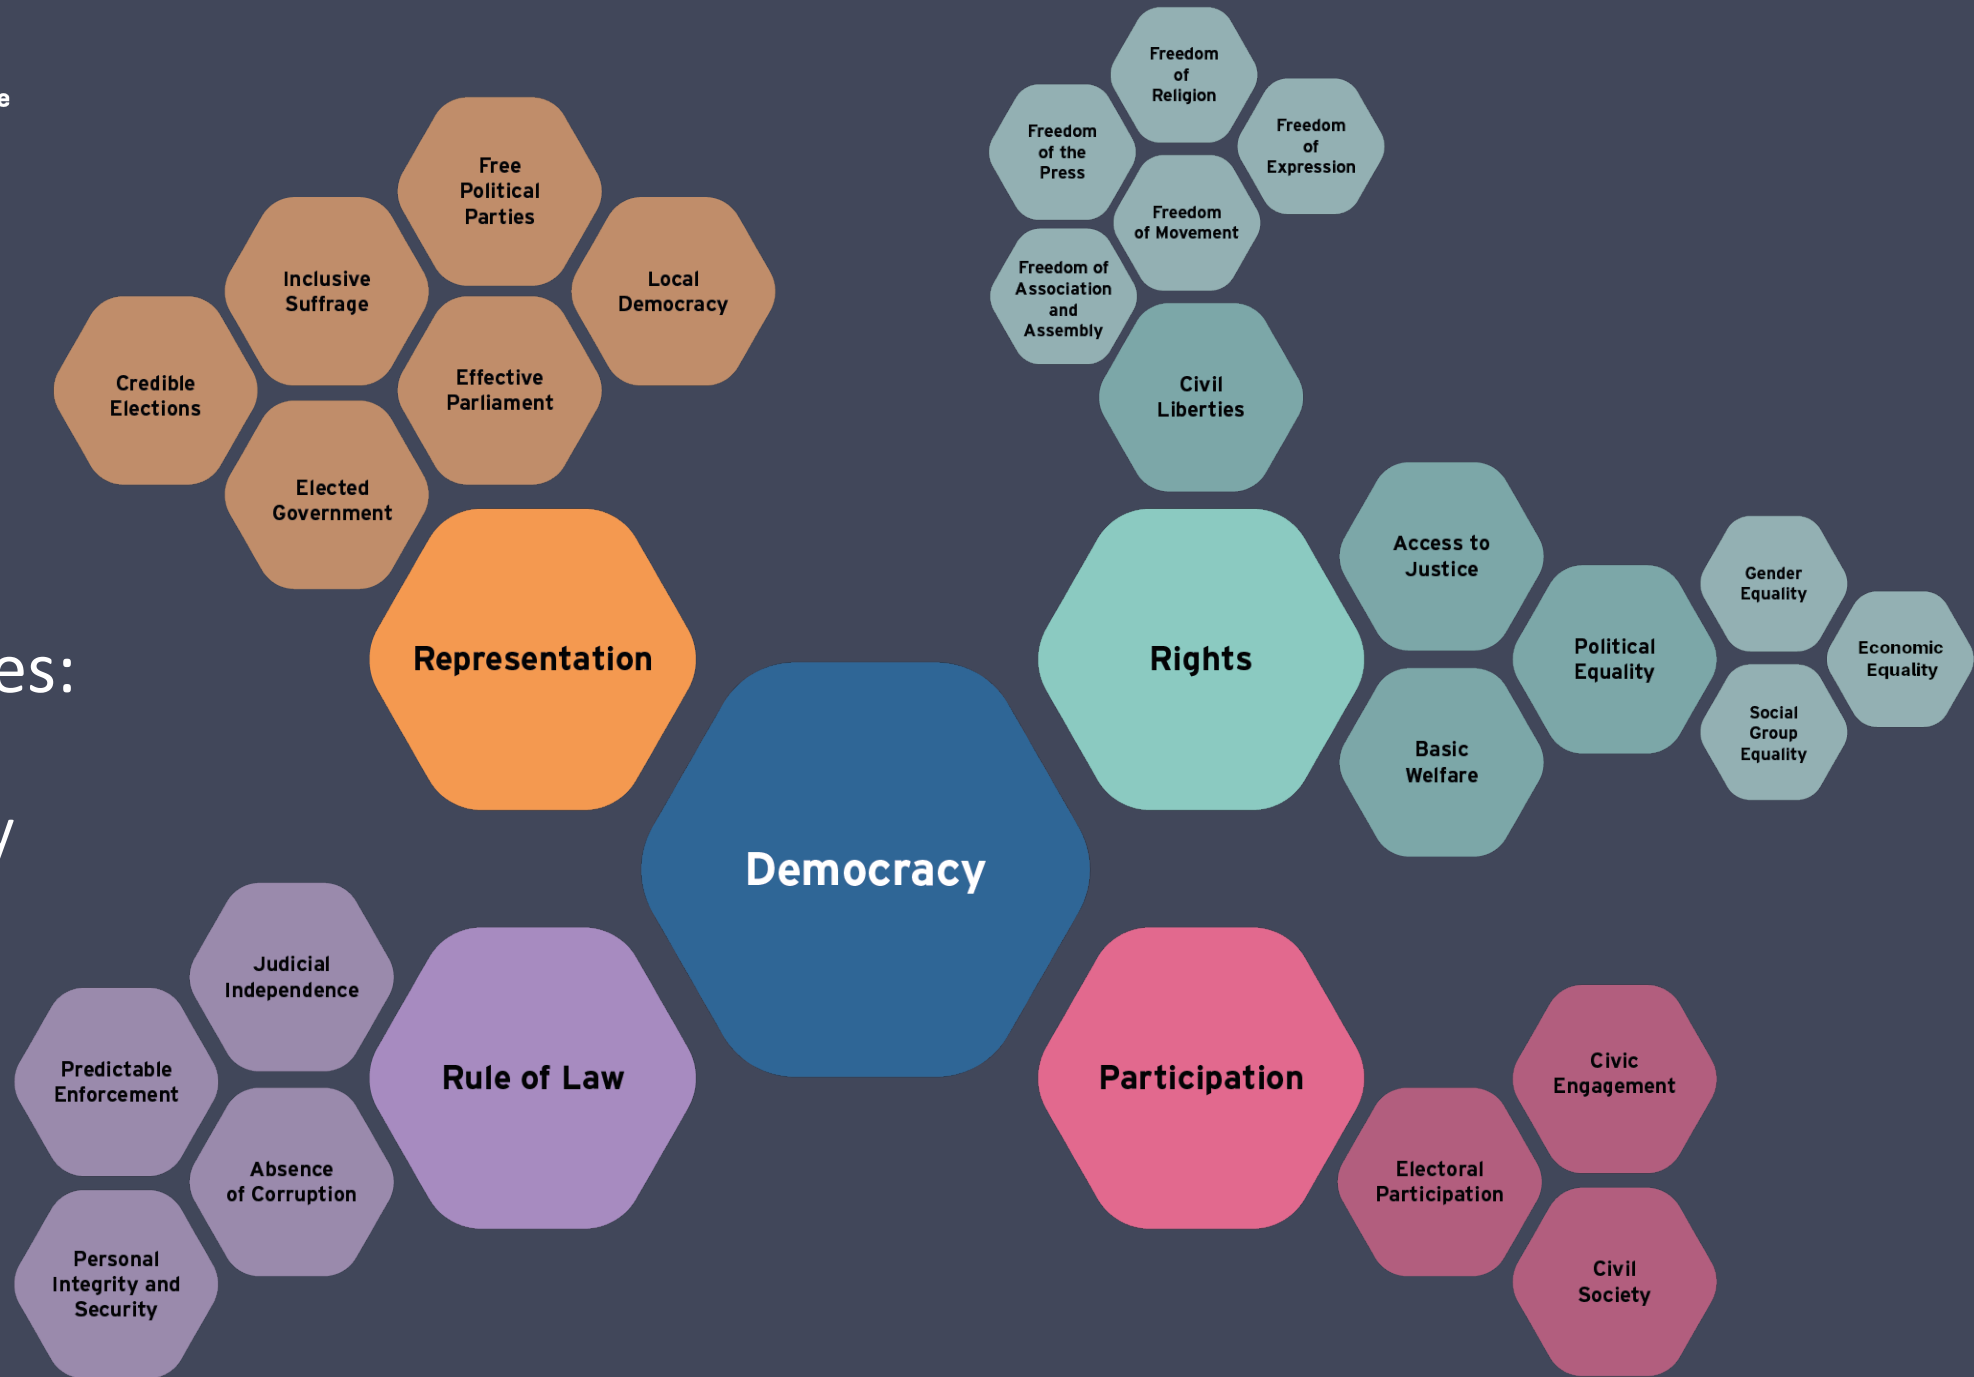 e
es:
y
Free
Political
Parties
Inclusive
Suffrage
Local
Democracy
Credible
Elections
Effective
Parliament
Elected
Government
Representation
Freedom
of
Religion
Freedom
of the
Press
Freedom
of
Expression
Freedom
of Movement
Freedom of
Association
and
Assembly
Civil
Liberties
Rights
Access to
Justice
Political
Equality
Basic
Welfare
Gender
Equality
Economic
Equality
Social
Group
Equality
Democracy
Judicial
Independence
Predictable
Enforcement
Absence
of Corruption
Personal
Integrity and
Security
Rule of Law
Participation
Civic
Engagement
Electoral
Participation
Civil
Society